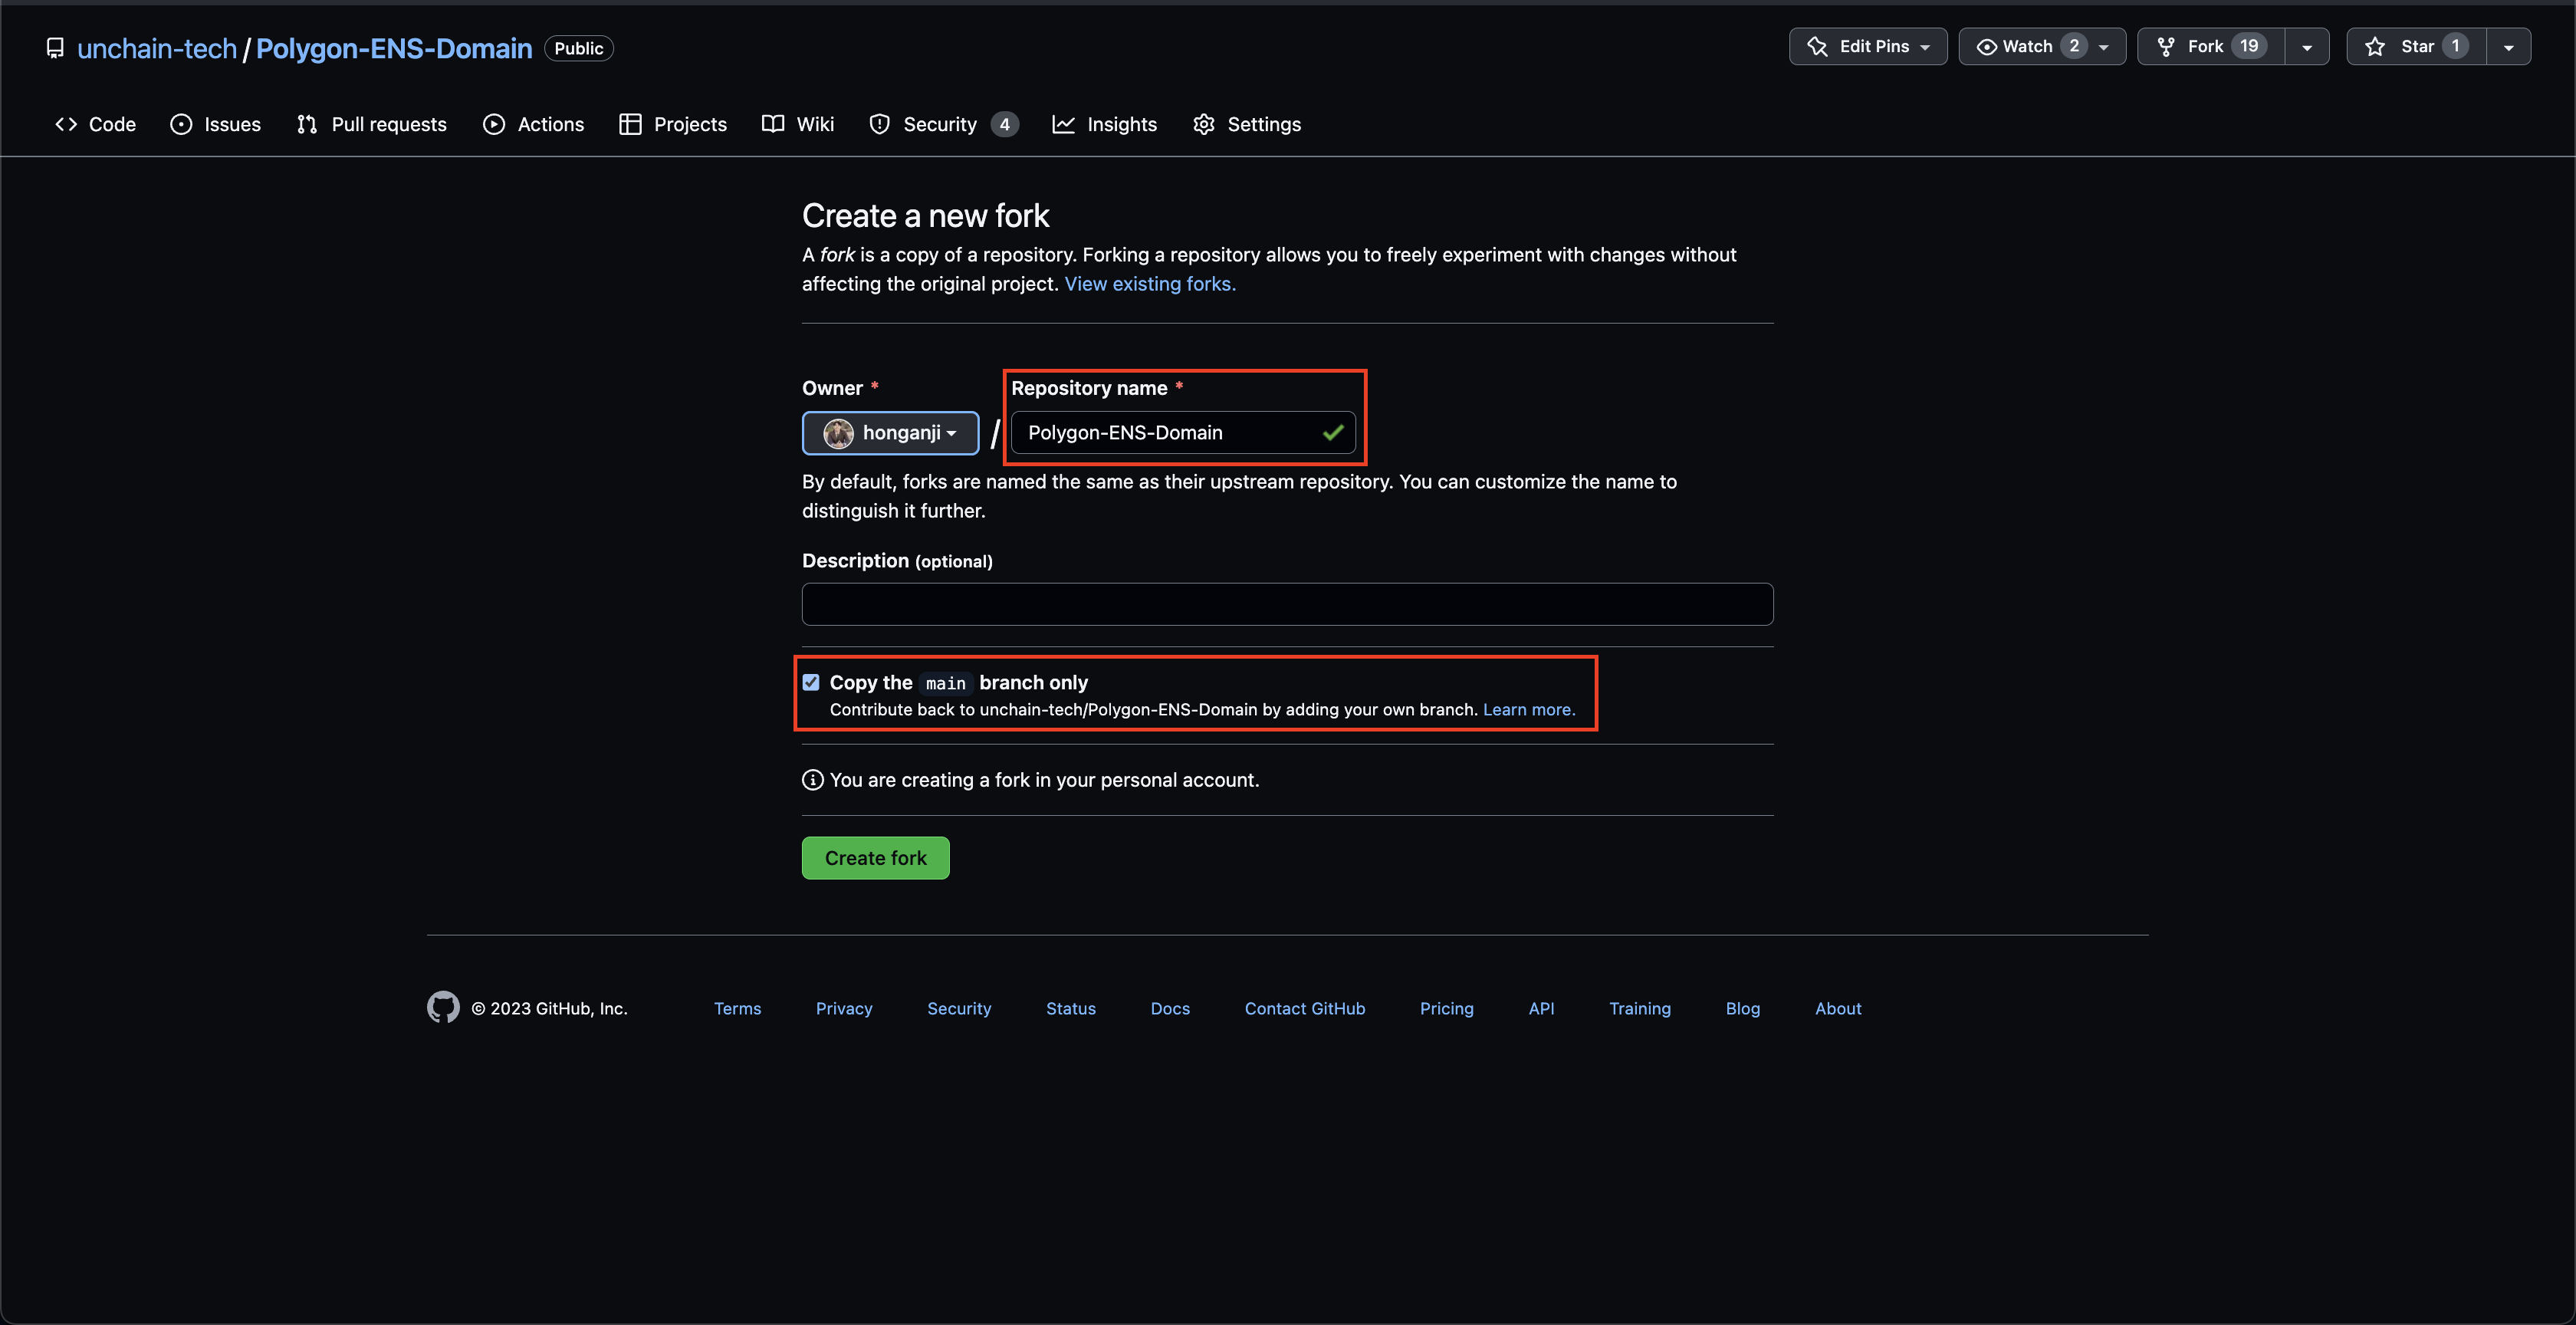 unchain-tech / Polygon-ENS-Domain Public
Edit Pins Watch 2 Fork 19 Star 1
Code Issues Pull requests Actions Projects Wiki Security 4 Insights Settings
Create a new fork
A fork is a copy of a repository. Forking a repository allows you to freely experiment with changes without
affecting the original project. View existing forks.
Owner * Repository name *
honganji / Polygon-ENS-Domain
By default, forks are named the same as their upstream repository. You can customize the name to
distinguish it further.
Description (optional)
Copy the main branch only
Contribute back to unchain-tech/Polygon-ENS-Domain by adding your own branch. Learn more.
You are creating a fork in your personal account.
Create fork
© 2023 GitHub, Inc. Terms Privacy Security Status Docs Contact GitHub Pricing API Training Blog About